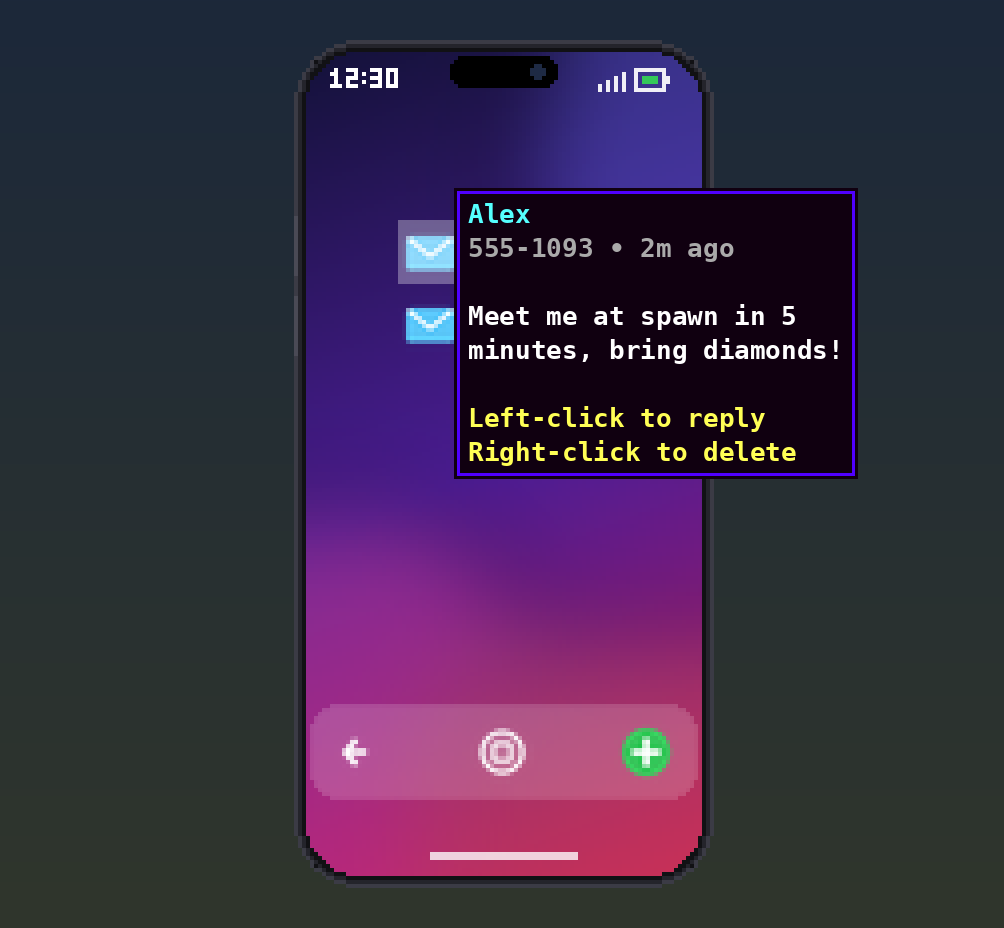 12:30
Alex
555-1093 • 2m ago
Meet me at spawn in 5
minutes, bring diamonds!
Left-click to reply
Right-click to delete